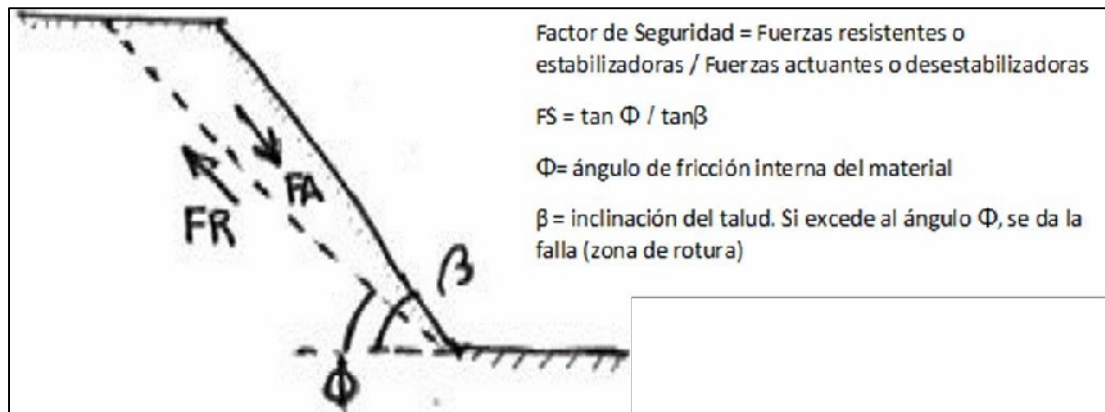 Factor de Seguridad = Fuerzas resistentes o
estabilizadoras / Fuerzas actuantes o desestabilizadoras
FS = tan Φ / tanβ
Φ= ángulo de fricción interna del material
β = inclinación del talud. Si excede al ángulo Φ, se da la
falla (zona de rotura)
FA
FR
β
Φ